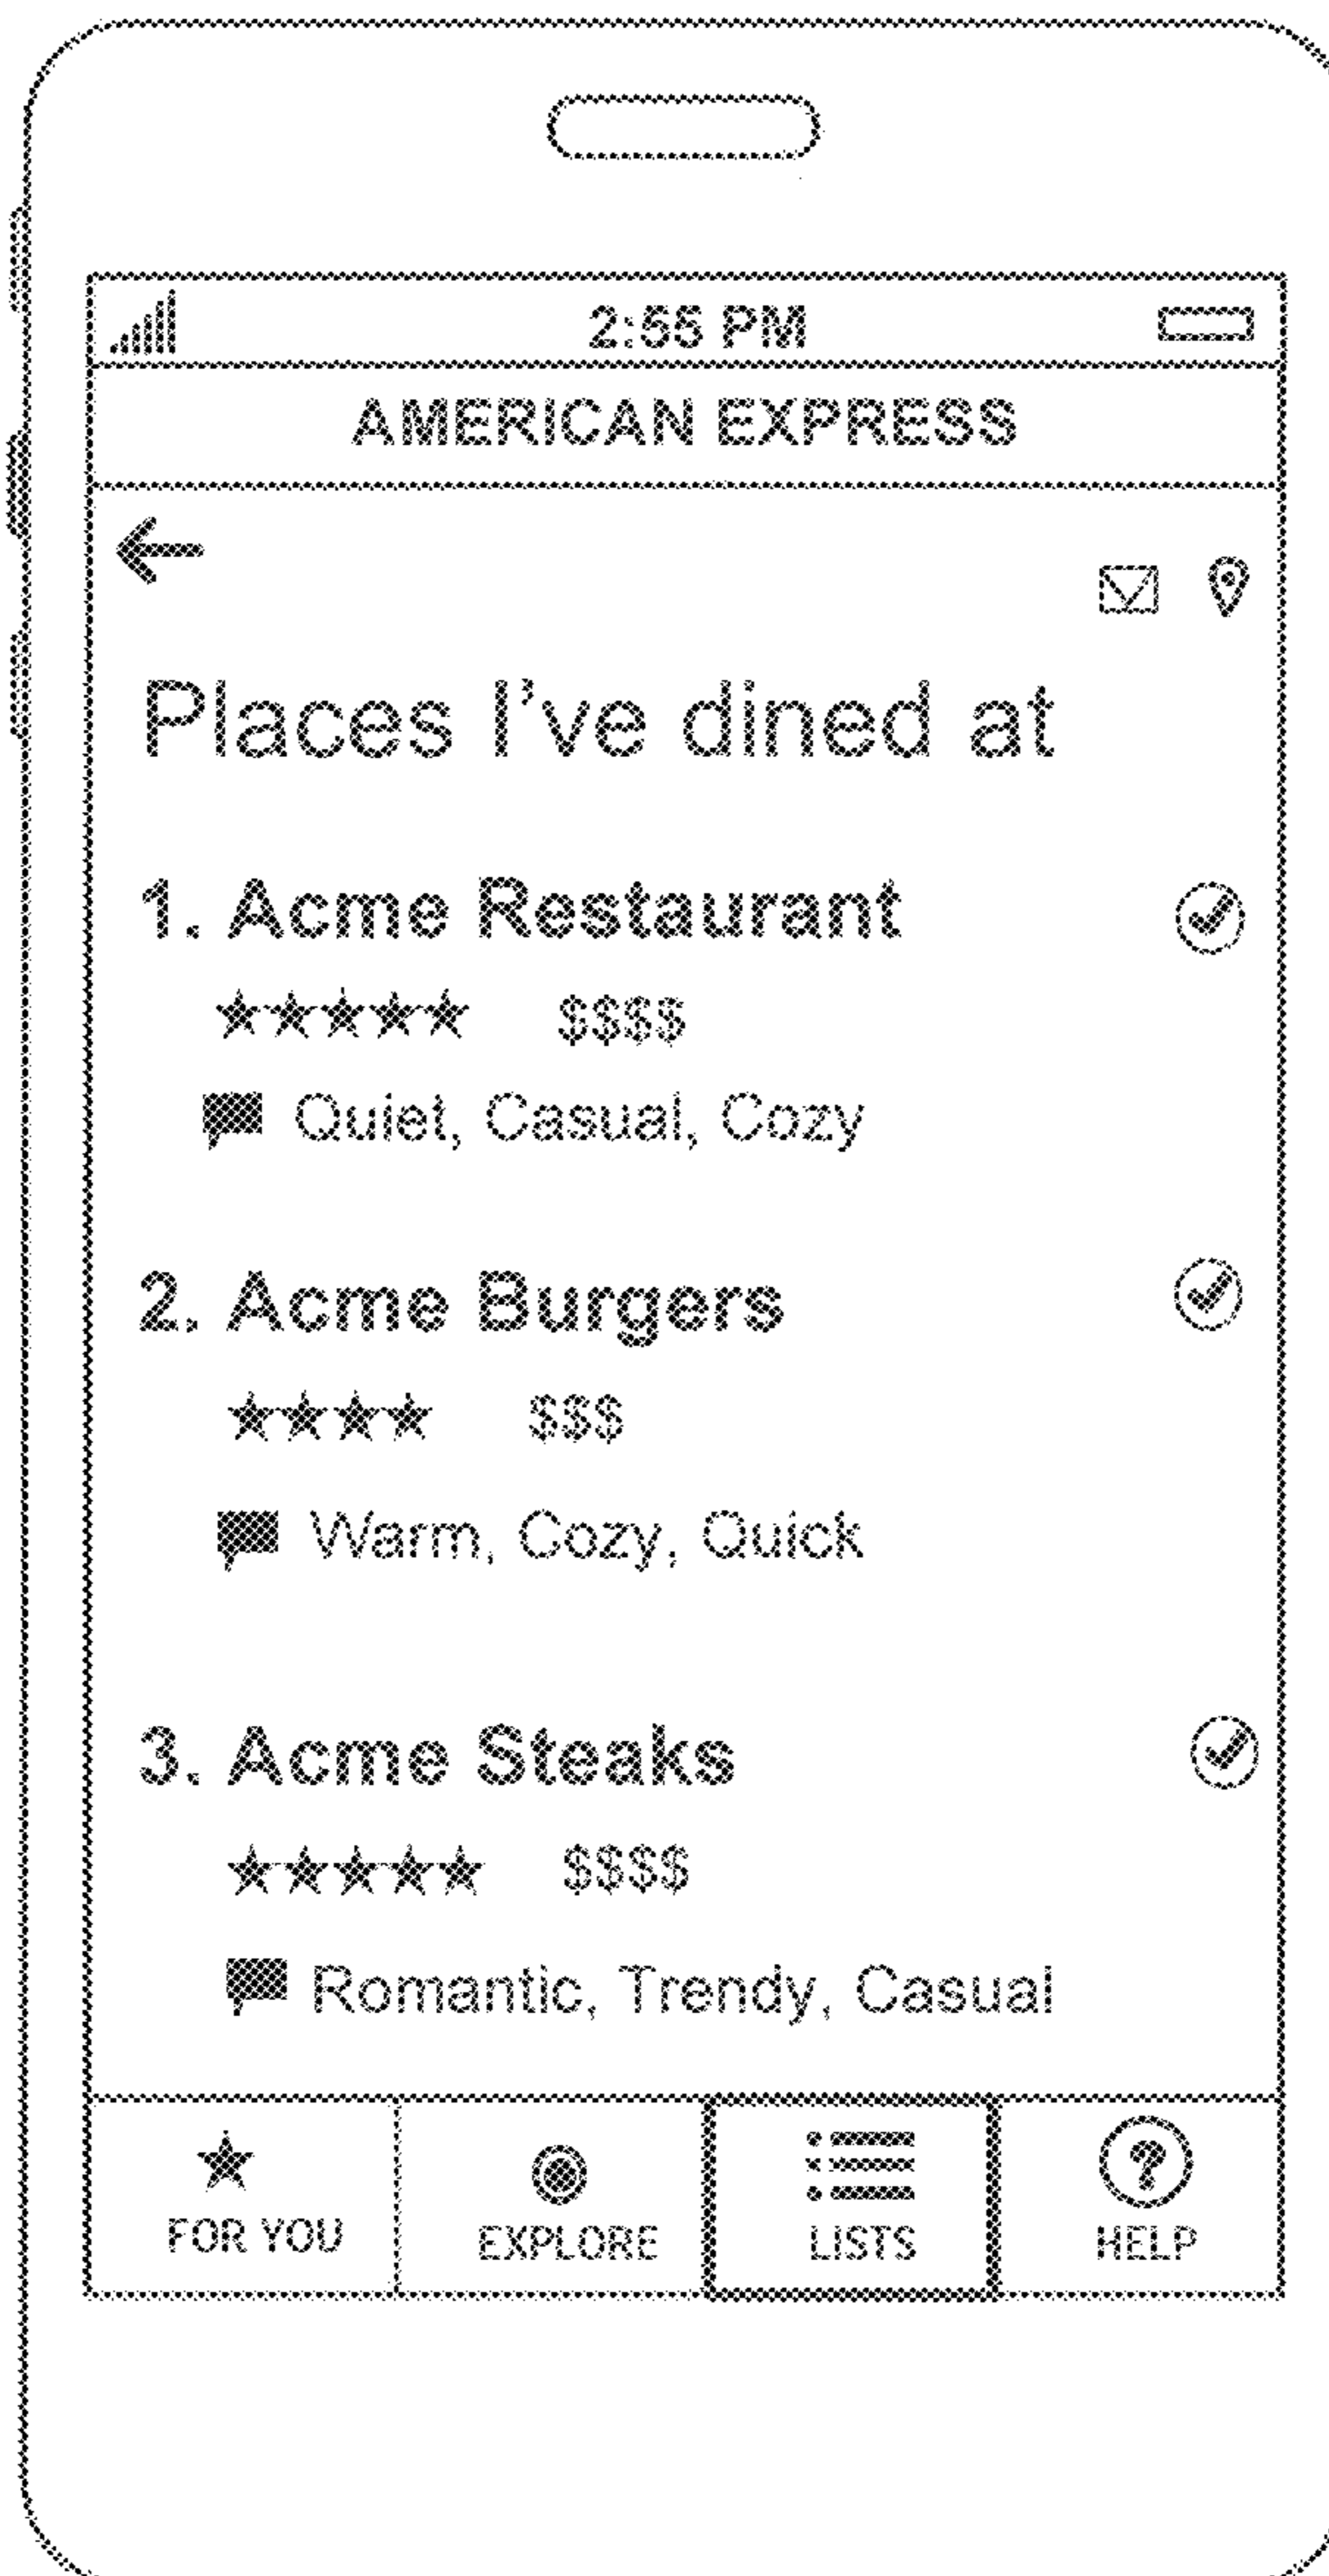 2:55 PM
AMERICAN EXPRESS
Places I've dined at
1. Acme Restaurant
$$$$
Quiet, Casual, Cozy
2. Acme Burgers
$$$
Warm, Cozy, Quick
3. Acme Steaks
$$$$
Romantic, Trendy, Casual
FOR YOU EXPLORE LISTS HELP